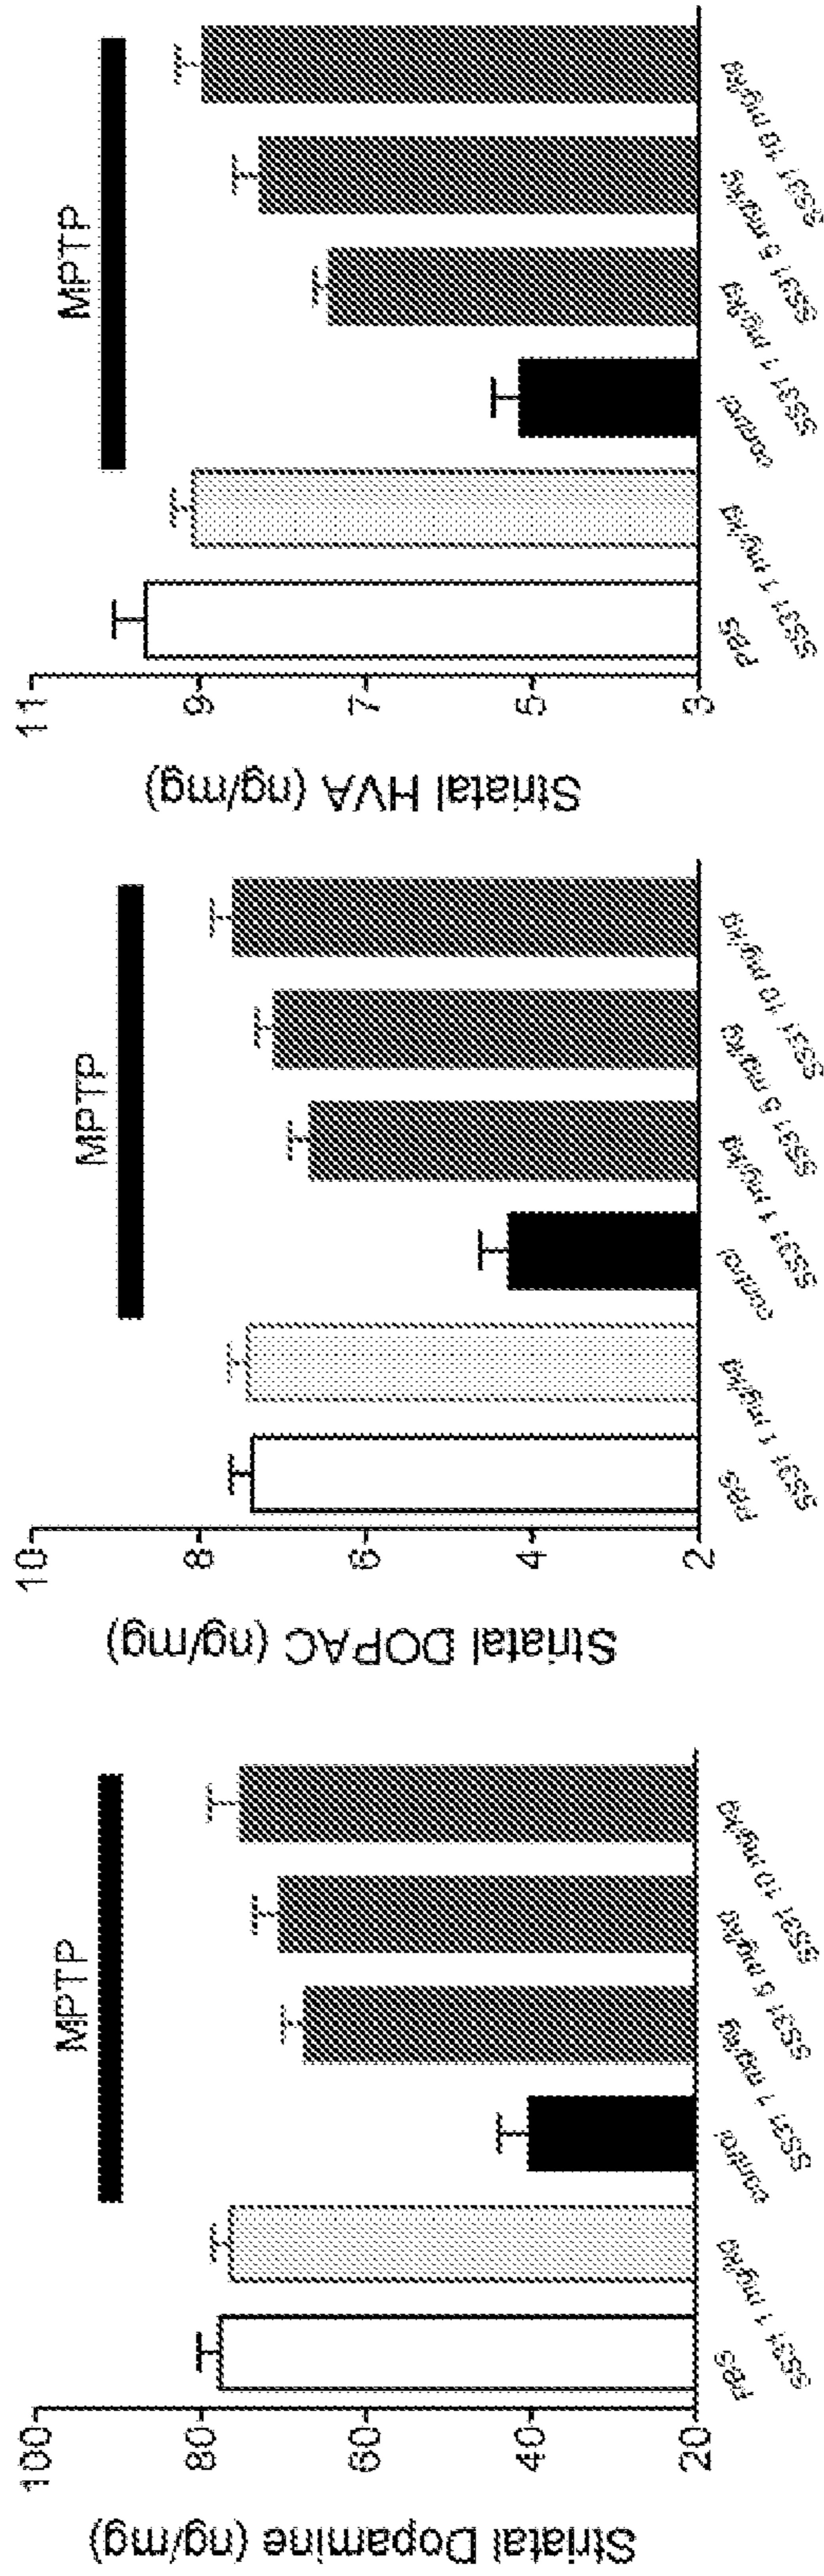 Striatal Dopamine (ng/mg)
100
80
60
40
20
MPTP
PBS
SS31 1 mg/kg
control
SS31 1 mg/kg
SS31 5 mg/kg
SS31 10 mg/kg
Striatal DOPAC (ng/mg)
10
8
6
4
2
MPTP
PBS
SS31 1 mg/kg
control
SS31 1 mg/kg
SS31 5 mg/kg
SS31 10 mg/kg
Striatal HVA (ng/mg)
11
9
7
5
3
MPTP
PBS
SS31 1 mg/kg
control
SS31 1 mg/kg
SS31 5 mg/kg
SS31 10 mg/kg